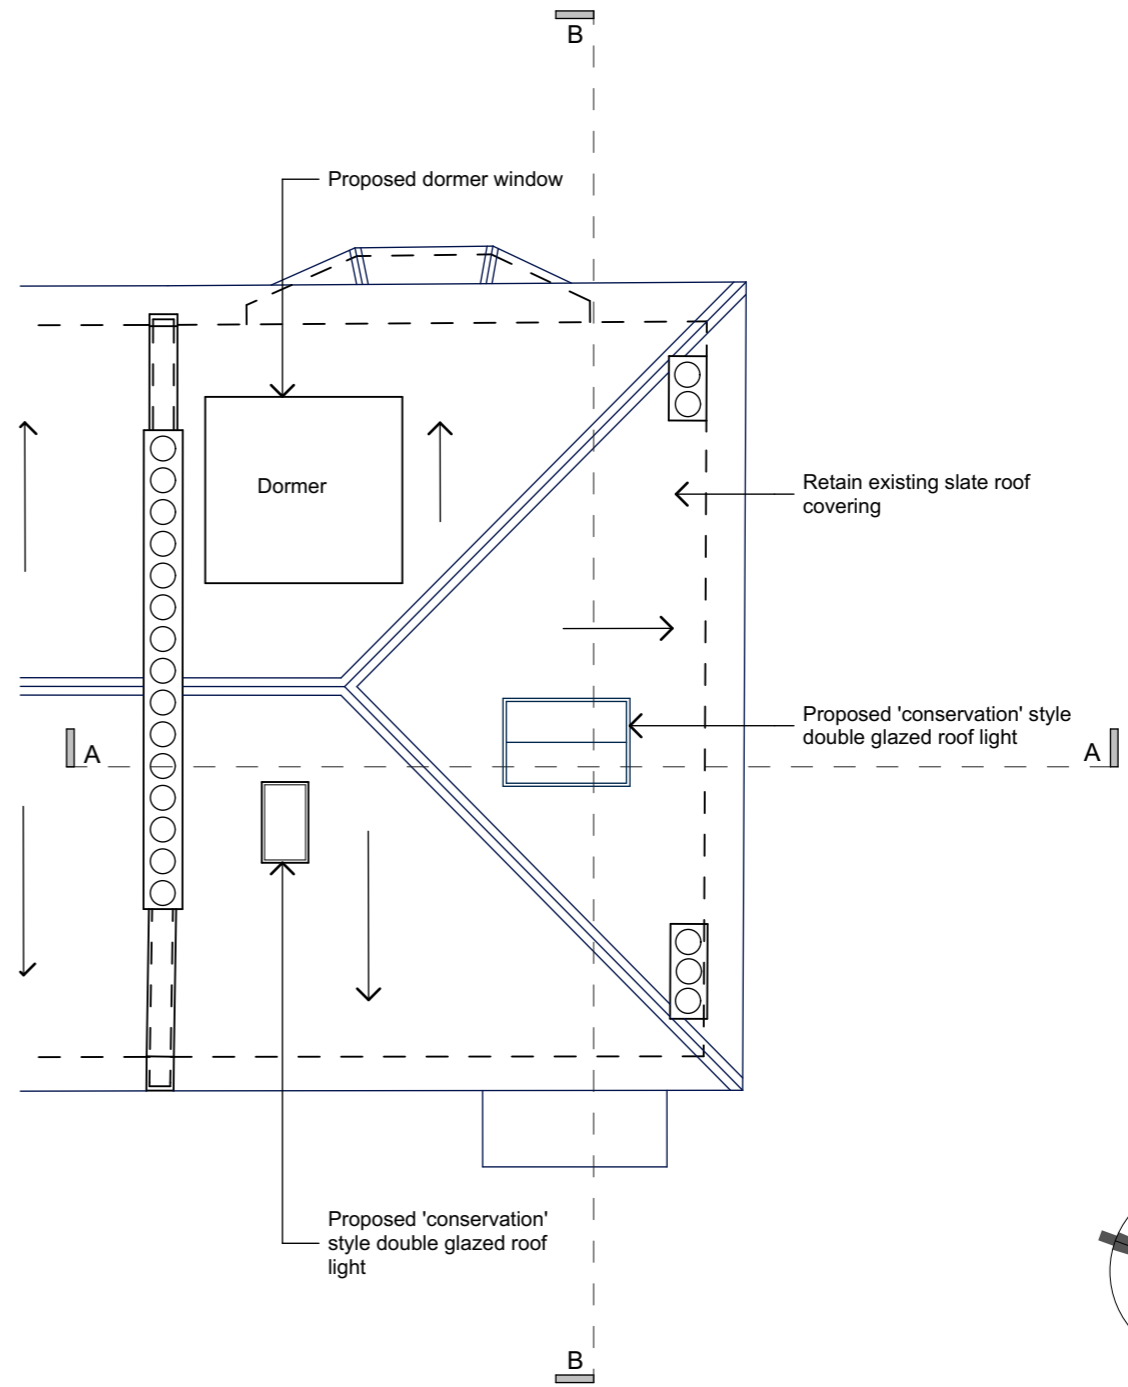 B
Proposed dormer window
Dormer
Retain existing slate roof
covering
Proposed 'conservation' style
double glazed roof light
A
A
Proposed 'conservation'
style double glazed roof
light
B